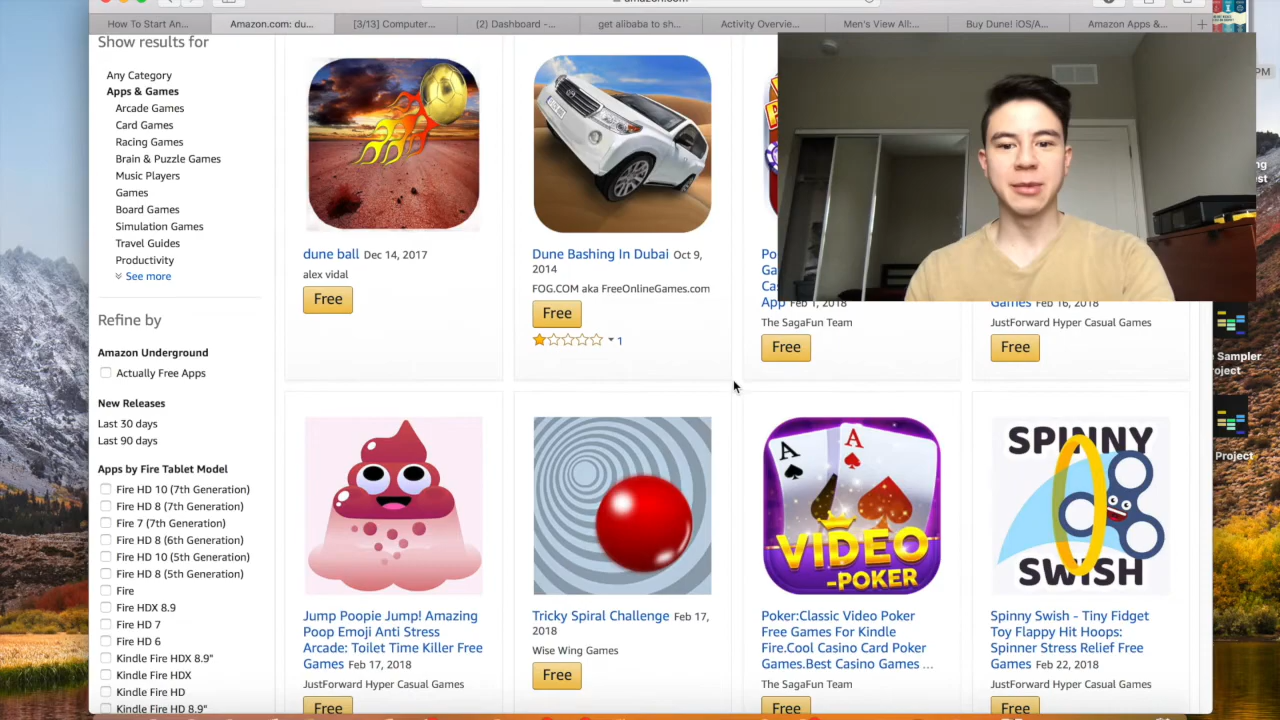 How To Start An...
Amazon.com: du...
[3/13] Computer...
(2) Dashboard -...
get alibaba to sh...
Activity Overvie...
Men's View All:...
Buy Dune! iOS/A...
Amazon Apps &...
PM
Show results for
Any Category
Apps & Games
Arcade Games
Card Games
Racing Games
Brain & Puzzle Games
Music Players
Games
Board Games
Simulation Games
Travel Guides
Productivity
See more
Refine by
Amazon Underground
Actually Free Apps
New Releases
Last 30 days
Last 90 days
Apps by Fire Tablet Model
Fire HD 10 (7th Generation)
Fire HD 8 (7th Generation)
Fire 7 (7th Generation)
Fire HD 8 (6th Generation)
Fire HD 10 (5th Generation)
Fire HD 8 (5th Generation)
Fire
Fire HDX 8.9
Fire HD 7
Fire HD 6
Kindle Fire HDX 8.9"
Kindle Fire HDX
Kindle Fire HD
Kindle Fire HD 8.9"
dune ball Dec 14, 2017
alex vidal
Free
Dune Bashing In Dubai Oct 9,
2014
FOG.COM aka FreeOnlineGames.com
Free
1
Po
Ga
Cas
App Feb 1, 2018
The SagaFun Team
Free
Games Feb 16, 2018
JustForward Hyper Casual Games
Free
Jump Poopie Jump! Amazing
Poop Emoji Anti Stress
Arcade: Toilet Time Killer Free
Games Feb 17, 2018
JustForward Hyper Casual Games
Free
Tricky Spiral Challenge Feb 17,
2018
Wise Wing Games
Free
A
A
VIDEO
-POKER
Poker:Classic Video Poker
Free Games For Kindle
Fire.Cool Casino Card Poker
Games.Best Casino Games ...
The SagaFun Team
Free
SPINNY
SWISH
Spinny Swish - Tiny Fidget
Toy Flappy Hit Hoops:
Spinner Stress Relief Free
Games Feb 22, 2018
JustForward Hyper Casual Games
Free
Sampler
roject
Project